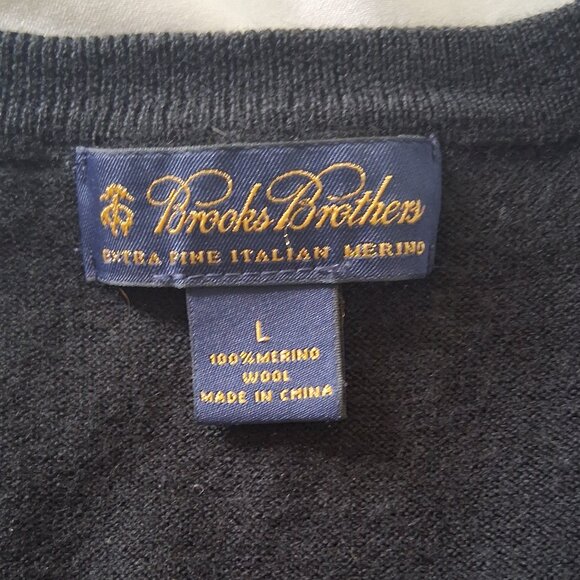 Brooks Brothers
EXTRA FINE ITALIAN MERINO
L
100% MERINO
WOOL
MADE IN CHINA